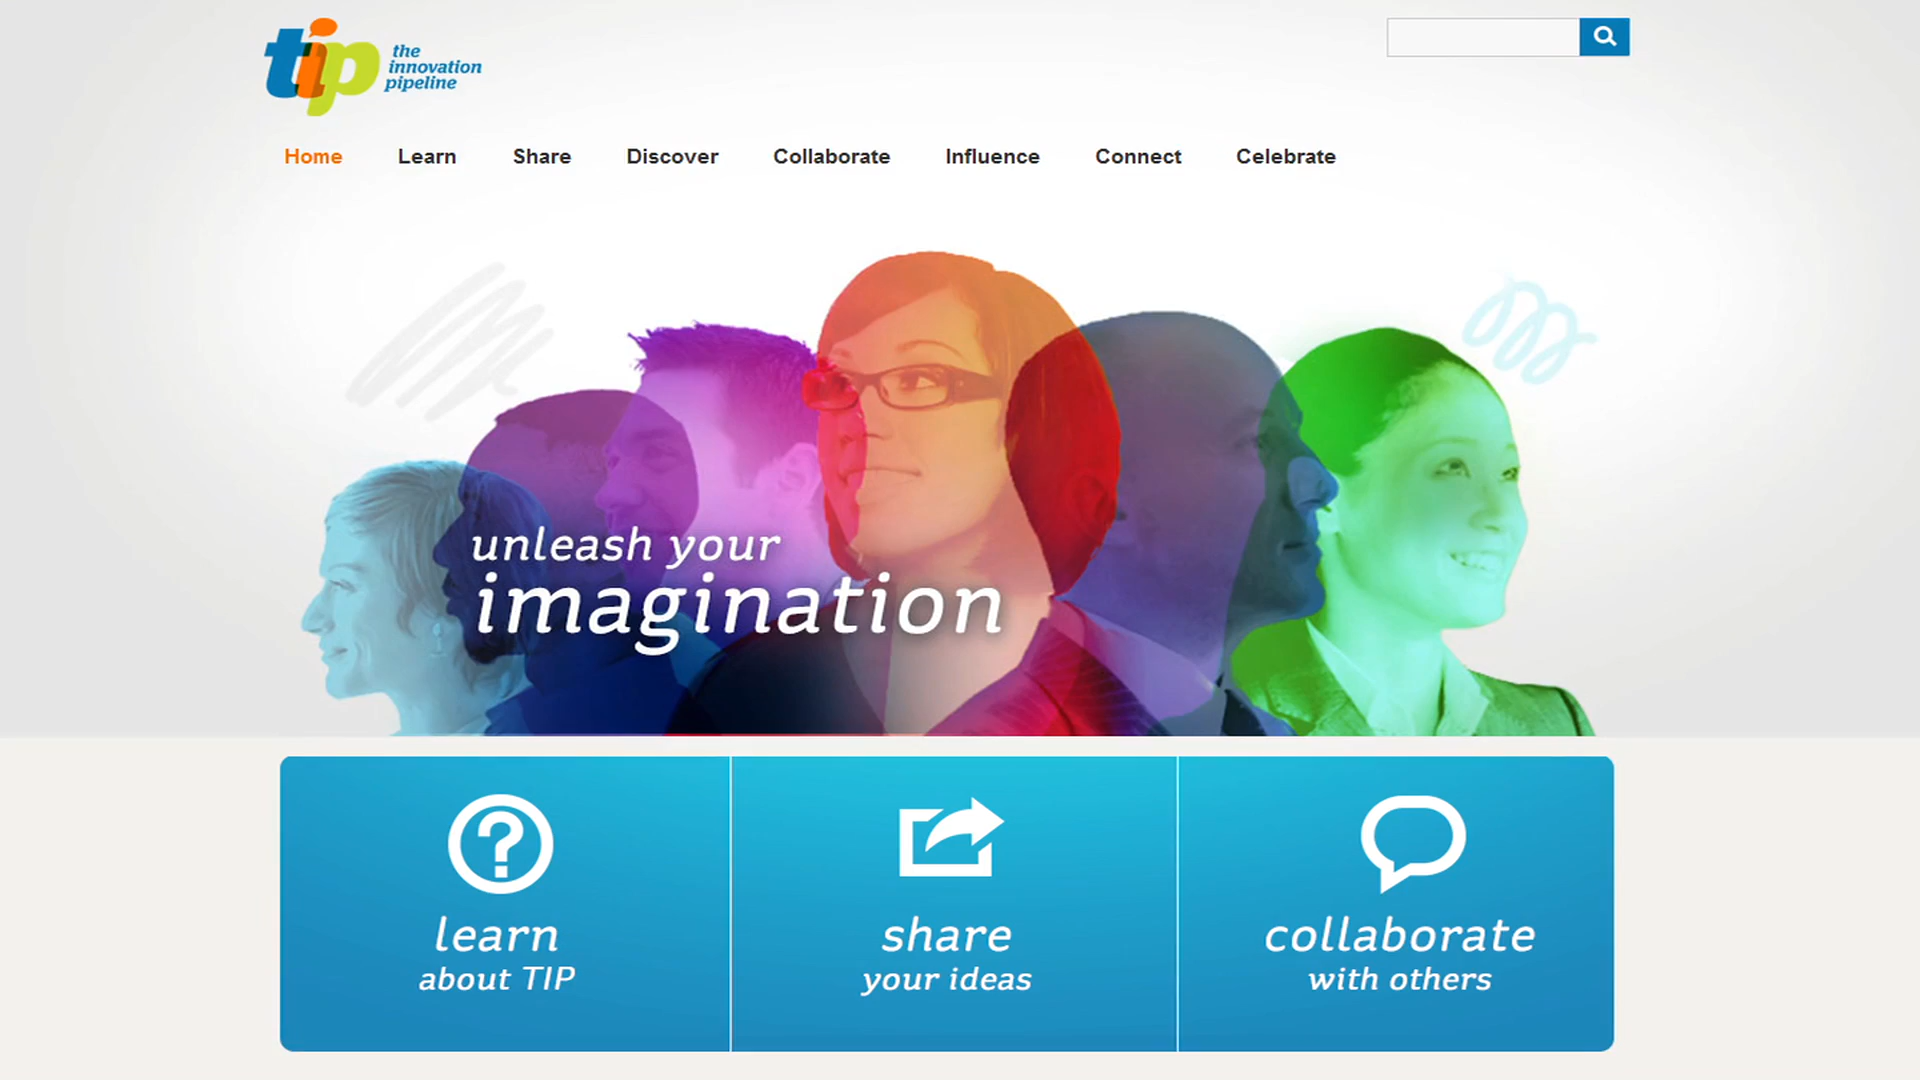 tip
the
innovation
pipeline
Home Learn Share Discover Collaborate Influence Connect Celebrate
unleash your
imagination
learn
about TIP
share
your ideas
collaborate
with others